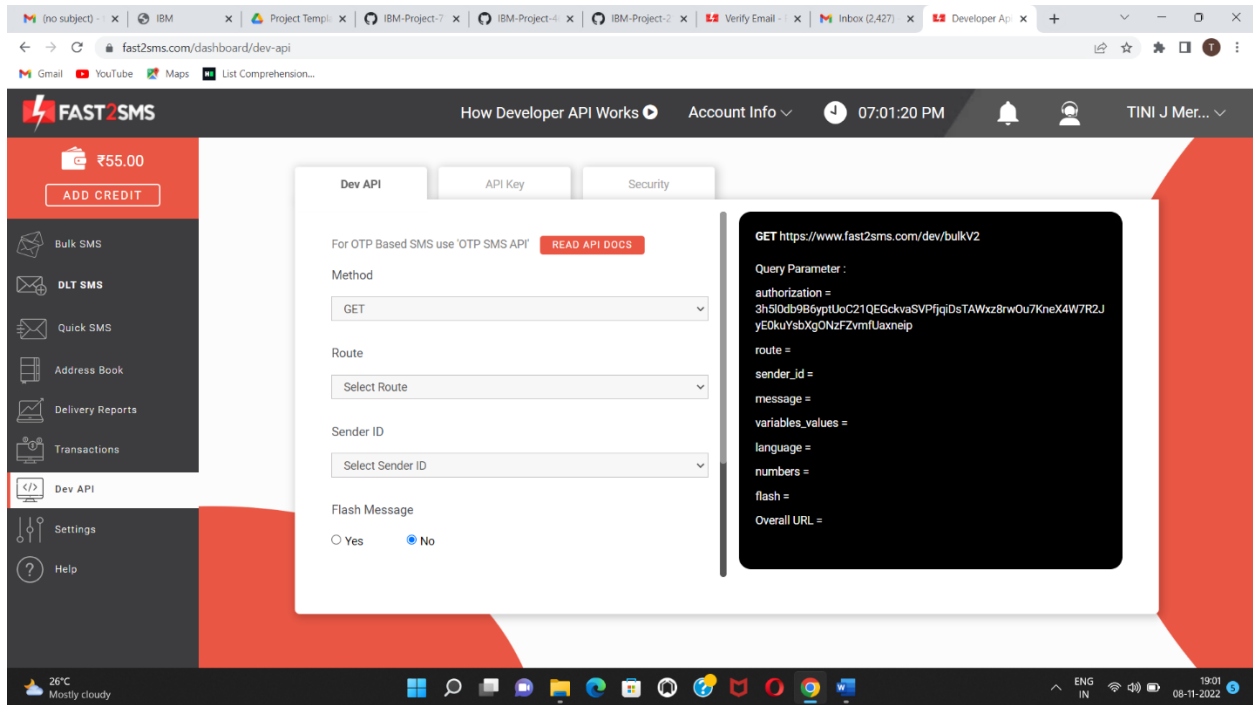 (no subject) -
IBM
Project Templ
IBM-Project-7
IBM-Project-4
IBM-Project-2
Verify Email -
Inbox (2,427)
Developer Ap
fast2sms.com/dashboard/dev-api
T
Gmail YouTube Maps List Comprehension...
FAST2SMS
How Developer API Works
Account Info
07:01:20 PM
TINI J Mer...
₹55.00
ADD CREDIT
Bulk SMS
DLT SMS
Quick SMS
Address Book
Delivery Reports
Transactions
Dev API
Settings
Help
Dev API
API Key
Security
For OTP Based SMS use 'OTP SMS API'
READ API DOCS
Method
GET
Route
Select Route
Sender ID
Select Sender ID
Flash Message
Yes
No
GET https://www.fast2sms.com/dev/bulkV2
Query Parameter :
authorization =
3h5l0db9B6yptUoC21QEGckvaSVPfjqiDsTAWxz8rwOu7KneX4W7R2J
yE0kuYsbXgONzFZvmfUaxneip
route =
sender_id =
message =
variables_values =
language =
numbers =
flash =
Overall URL =
26°C
Mostly cloudy
ENG
IN
19:01
08-11-2022